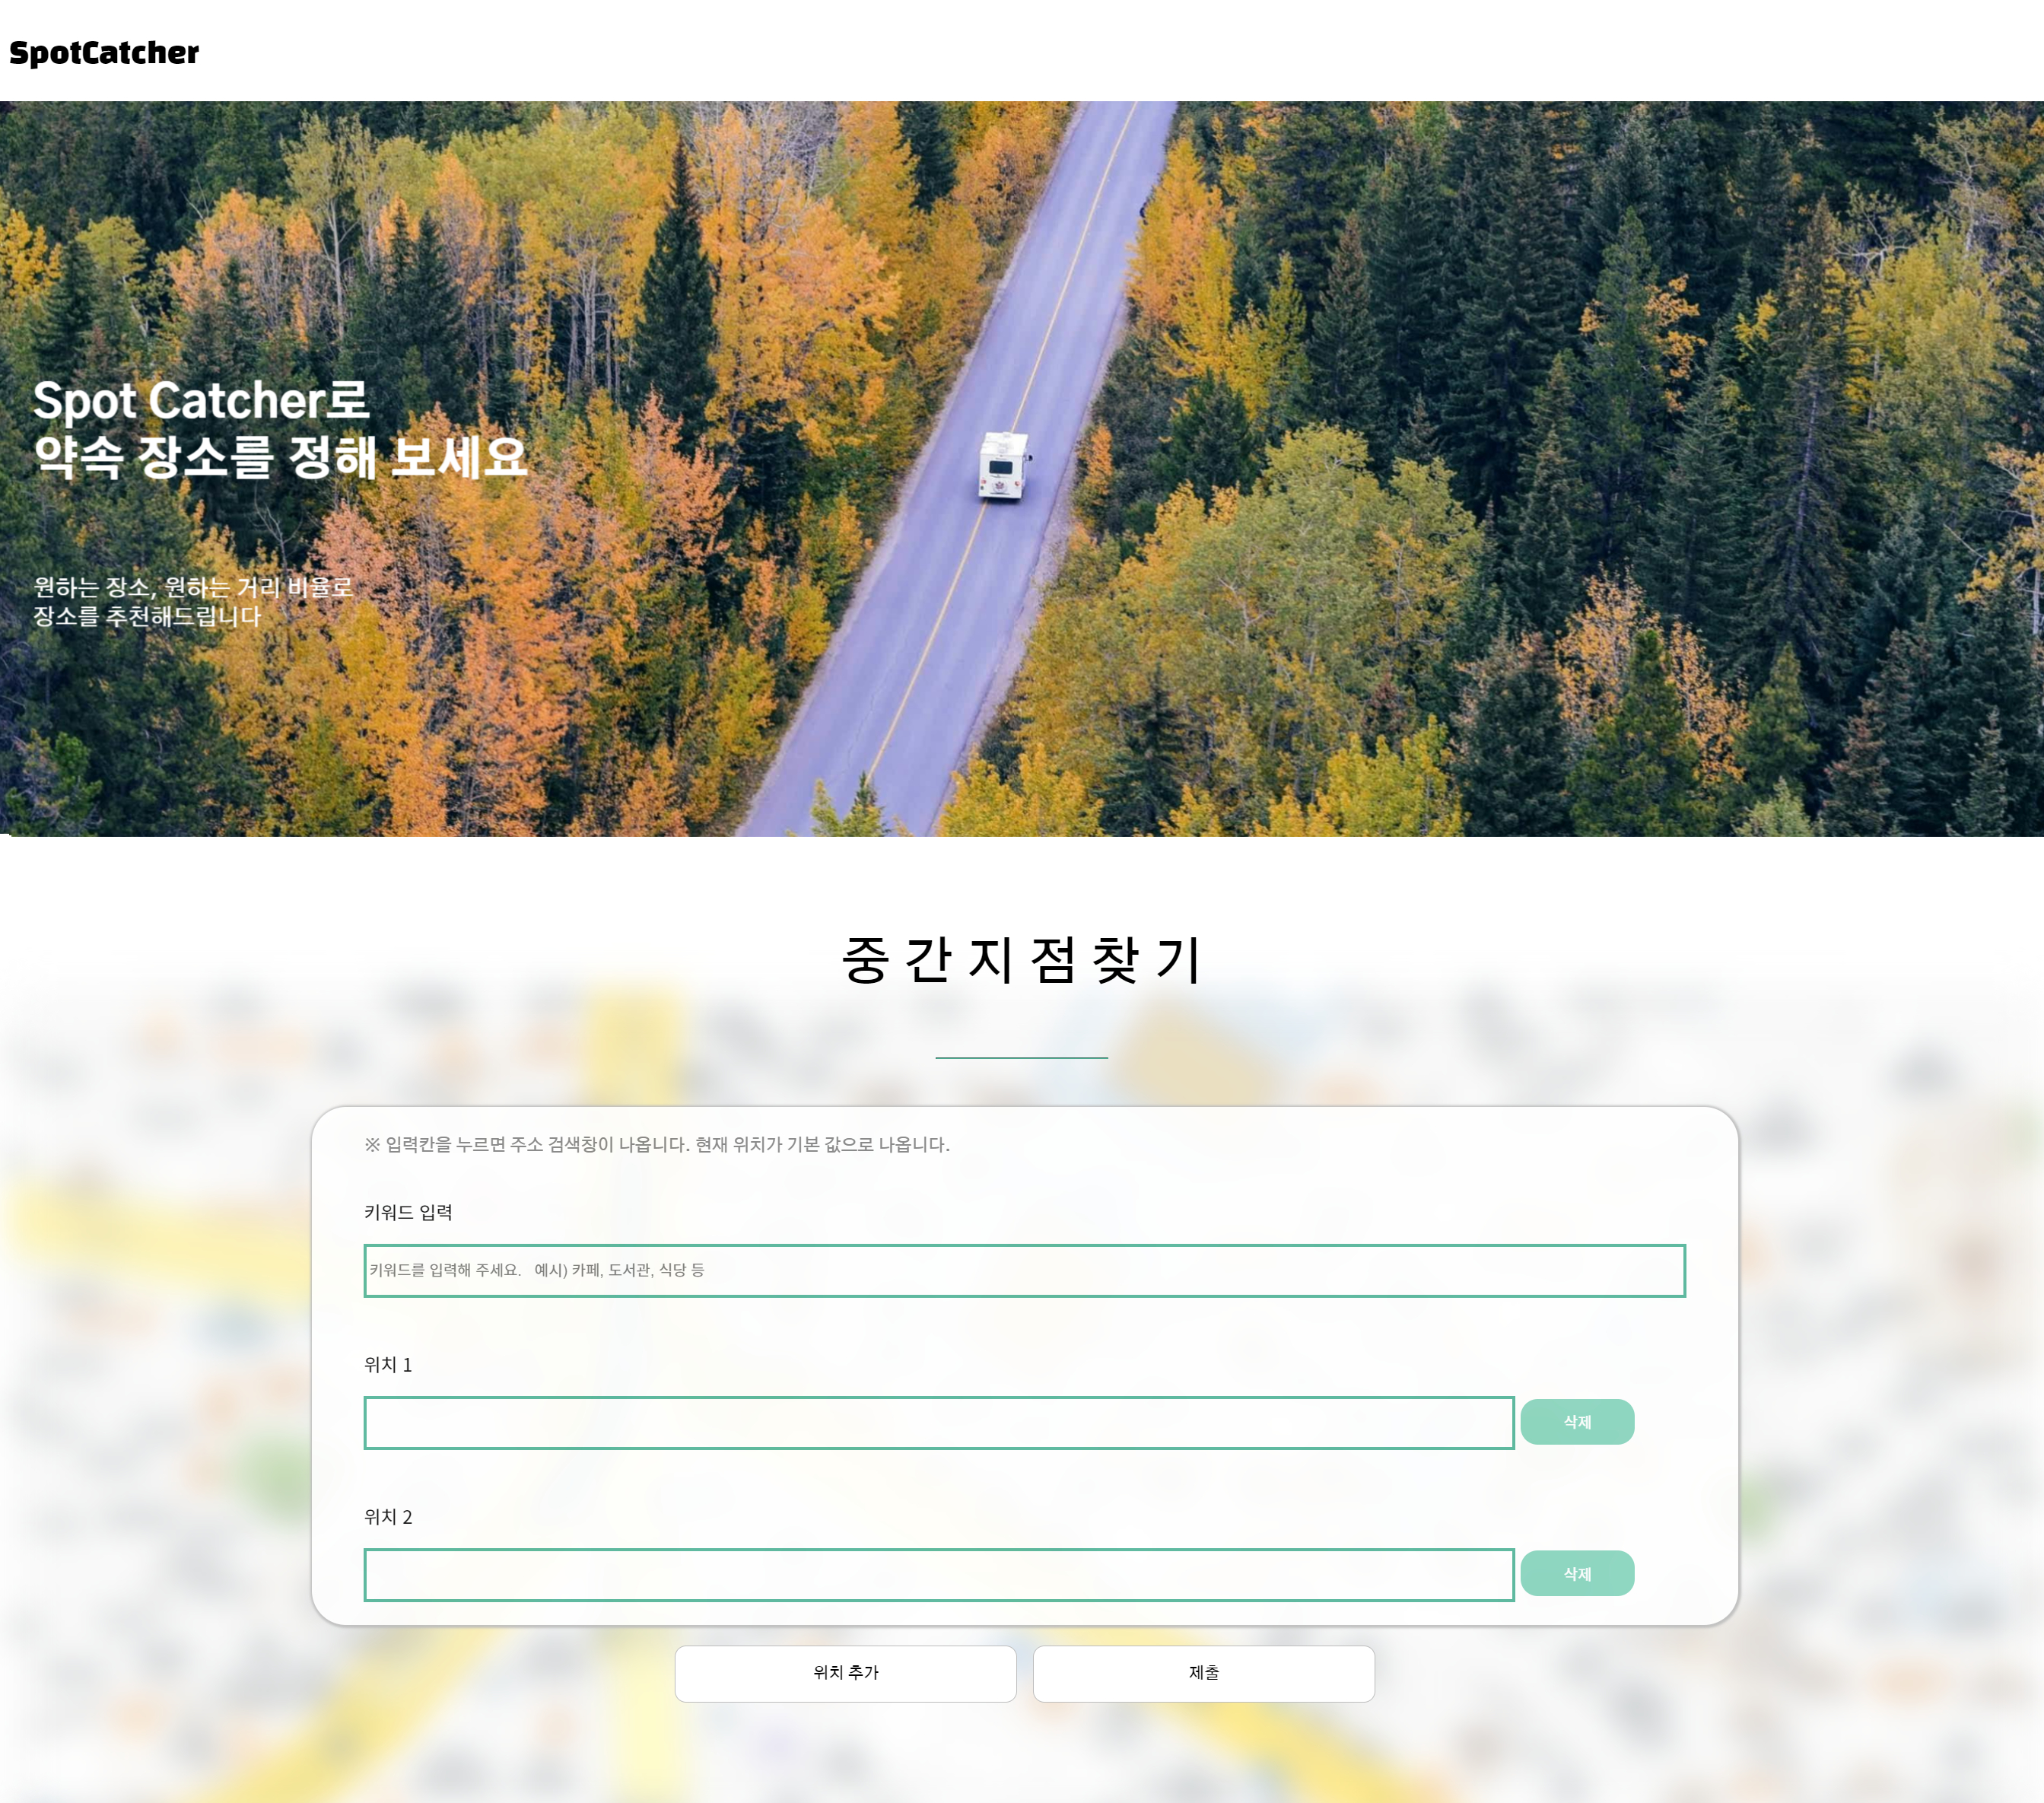 SpotCatcher
Spot Catcher로
약속 장소를 정해 보세요
원하는 장소, 원하는 거리 비율로
장소를 추천해드립니다
중간지점찾기
※ 입력칸을 누르면 주소 검색창이 나옵니다. 현재 위치가 기본 값으로 나옵니다.
키워드 입력
키워드를 입력해 주세요. 예시) 카페, 도서관, 식당 등
위치 1
삭제
위치 2
삭제
위치 추가
제출